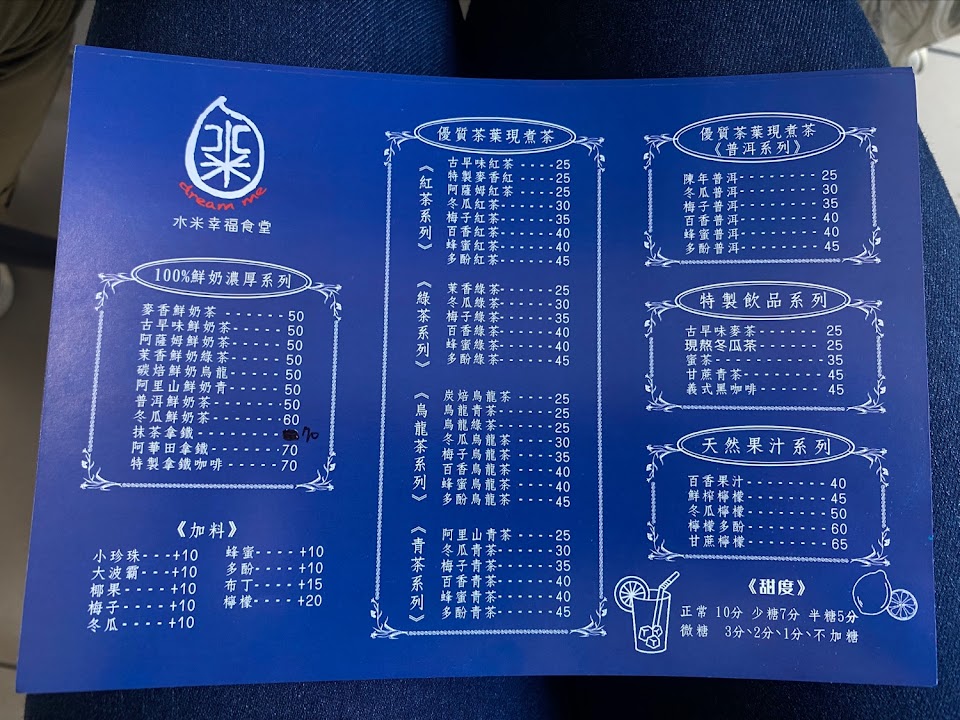 水米
dream me
水米幸福食堂
100%鮮奶濃厚系列
麥香鮮奶茶-------50
古早味鮮奶茶-----50
阿薩姆鮮奶茶-----50
茉香鮮奶綠茶-----50
碳焙鮮奶烏龍-----50
阿里山鮮奶青-----50
普洱鮮奶茶-------50
冬瓜鮮奶茶-------60
抹茶拿鐵-------70
阿華田拿鐵-------70
特製拿鐵咖啡-----70
《加料》
小珍珠---+10
大波霸---+10
椰果----+10
梅子----+10
冬瓜----+10
蜂蜜----+10
多酚----+10
布丁----+15
檸檬----+20
優質茶葉現煮茶
《紅茶系列》
古早味紅茶----25
特製麥香紅----25
阿薩姆紅茶----25
冬瓜紅茶-----30
梅子紅茶-----35
百香紅茶-----40
蜂蜜紅茶-----40
多酚紅茶-----45
《綠茶系列》
茉香綠茶-----25
冬瓜綠茶-----30
梅子綠茶-----35
百香綠茶-----40
蜂蜜綠茶-----40
多酚綠茶-----45
《烏龍茶系列》
炭焙烏龍茶----25
烏龍青茶-----25
烏龍綠茶-----25
冬瓜烏龍茶----30
梅子烏龍茶----35
百香烏龍茶----40
蜂蜜烏龍茶----40
多酚烏龍茶----45
《青茶系列》
阿里山青茶----25
冬瓜青茶-----30
梅子青茶-----35
百香青茶-----40
蜂蜜青茶-----40
多酚青茶-----45
優質茶葉現煮茶
《普洱系列》
陳年普洱--------25
冬瓜普洱--------30
梅子普洱--------35
百香普洱--------40
蜂蜜普洱--------40
多酚普洱--------45
特製飲品系列
古早味麥茶-------25
現熬冬瓜茶-------25
蜜茶-----------35
甘蔗青茶--------45
義式黑咖啡-------45
天然果汁系列
百香果汁--------40
鮮榨檸檬--------45
冬瓜檸檬--------50
檸檬多酚--------60
甘蔗檸檬--------65
《甜度》
正常 10分 少糖7分 半糖5分
微糖 3分、2分、1分、不加糖